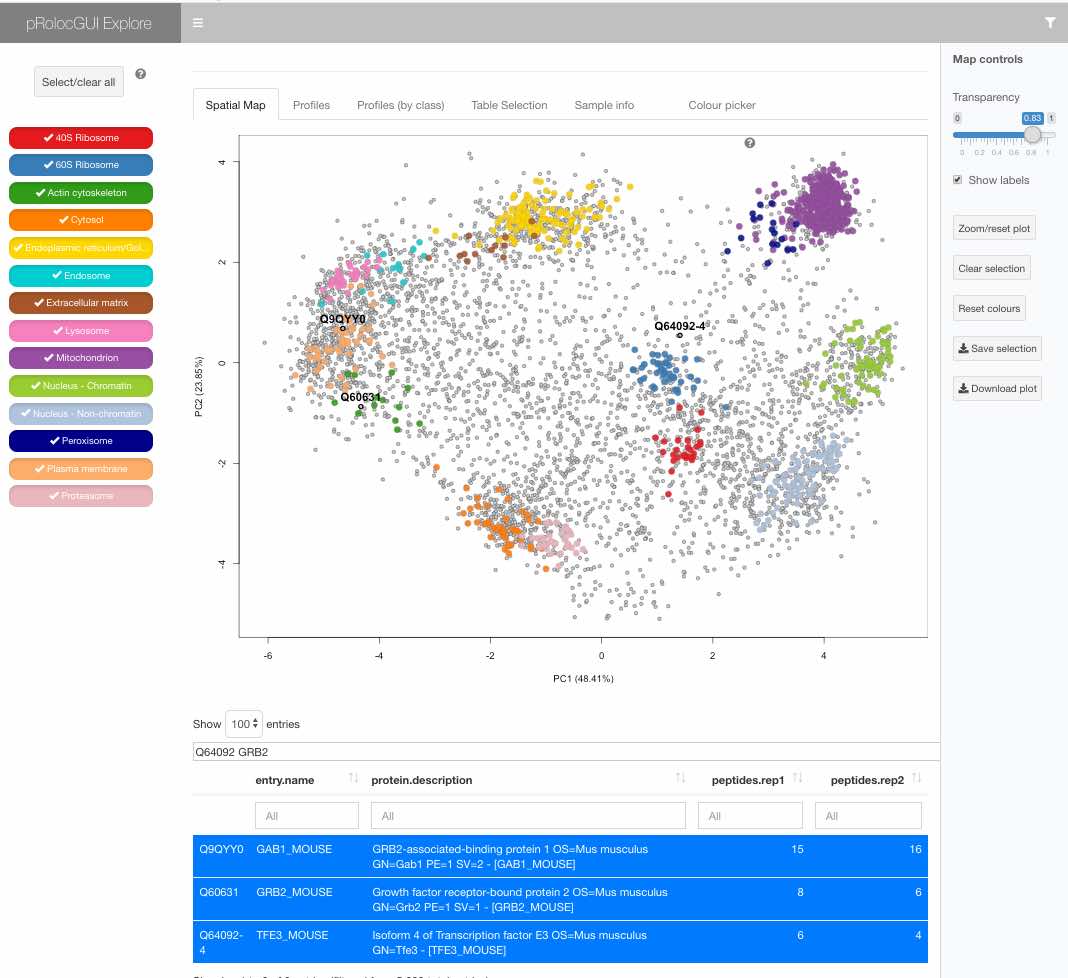 pRolocGUI Explore
Select/clear all
40S Ribosome
60S Ribosome
Actin cytoskeleton
Cytosol
Endoplasmic reticulum/Gol...
Endosome
Extracellular matrix
Lysosome
Mitochondrion
Nucleus - Chromatin
Nucleus - Non-chromatin
Peroxisome
Plasma membrane
Proteasome
Spatial Map Profiles Profiles (by class) Table Selection Sample info Colour picker
4
2
0
-2
-4
PC2 (23.85%)
Q9QYY0
Q64092-4
Q60631
-6 -4 -2 0 2 4
PC1 (48.41%)
Map controls
Transparency
0 0.83 1
0 0.2 0.4 0.6 0.8 1
Show labels
Zoom/reset plot
Clear selection
Reset colours
Save selection
Download plot
Show 100 entries
Q64092 GRB2
entry.name protein.description peptides.rep1 peptides.rep2
All All All All
Q9QYY0 GAB1_MOUSE GRB2-associated-binding protein 1 OS=Mus musculus 15 16
GN=Gab1 PE=1 SV=2 - [GAB1_MOUSE]
Q60631 GRB2_MOUSE Growth factor receptor-bound protein 2 OS=Mus musculus 8 6
GN=Grb2 PE=1 SV=1 - [GRB2_MOUSE]
Q64092- TFE3_MOUSE Isoform 4 of Transcription factor E3 OS=Mus musculus 6 4
4 GN=Tfe3 - [TFE3_MOUSE]